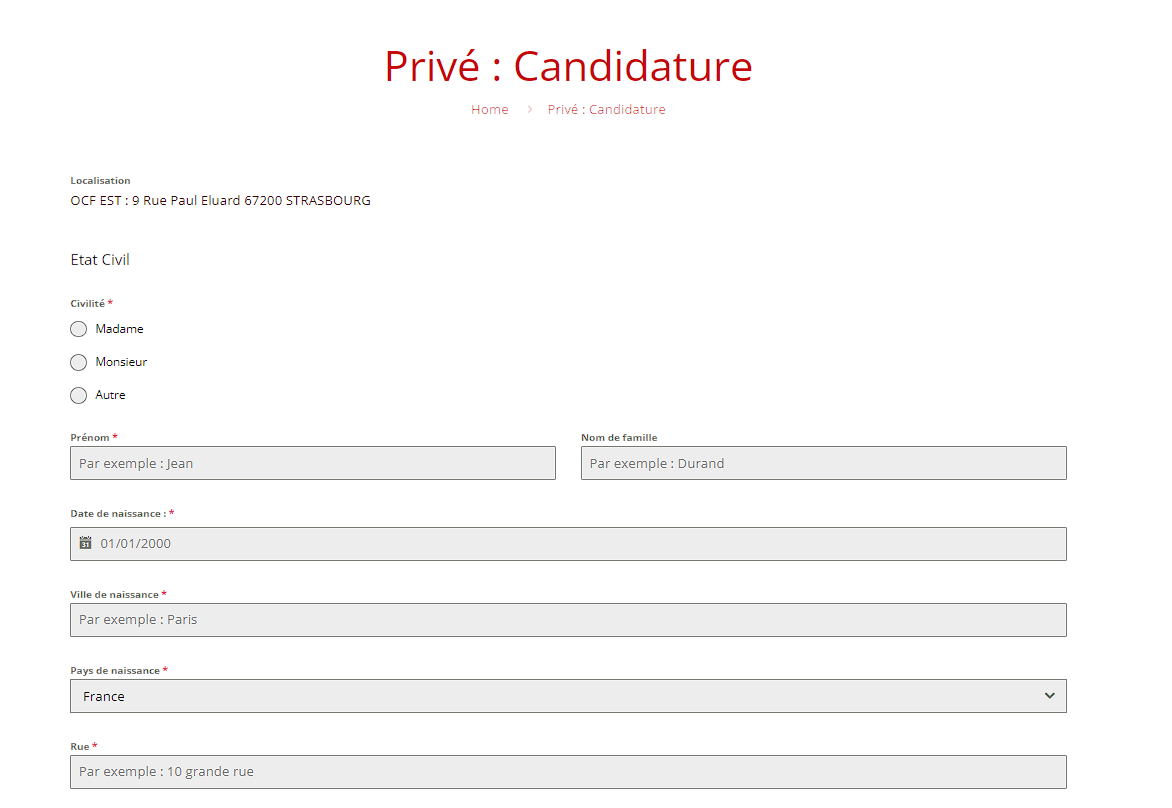 Privé : Candidature
Home > Privé : Candidature
Localisation
OCF EST : 9 Rue Paul Eluard 67200 STRASBOURG
Etat Civil
Civilité *
Madame
Monsieur
Autre
Prénom * Nom de famille
Par exemple : Jean Par exemple : Durand
Date de naissance : *
31 01/01/2000
Ville de naissance *
Par exemple : Paris
Pays de naissance *
France
Rue *
Par exemple : 10 grande rue